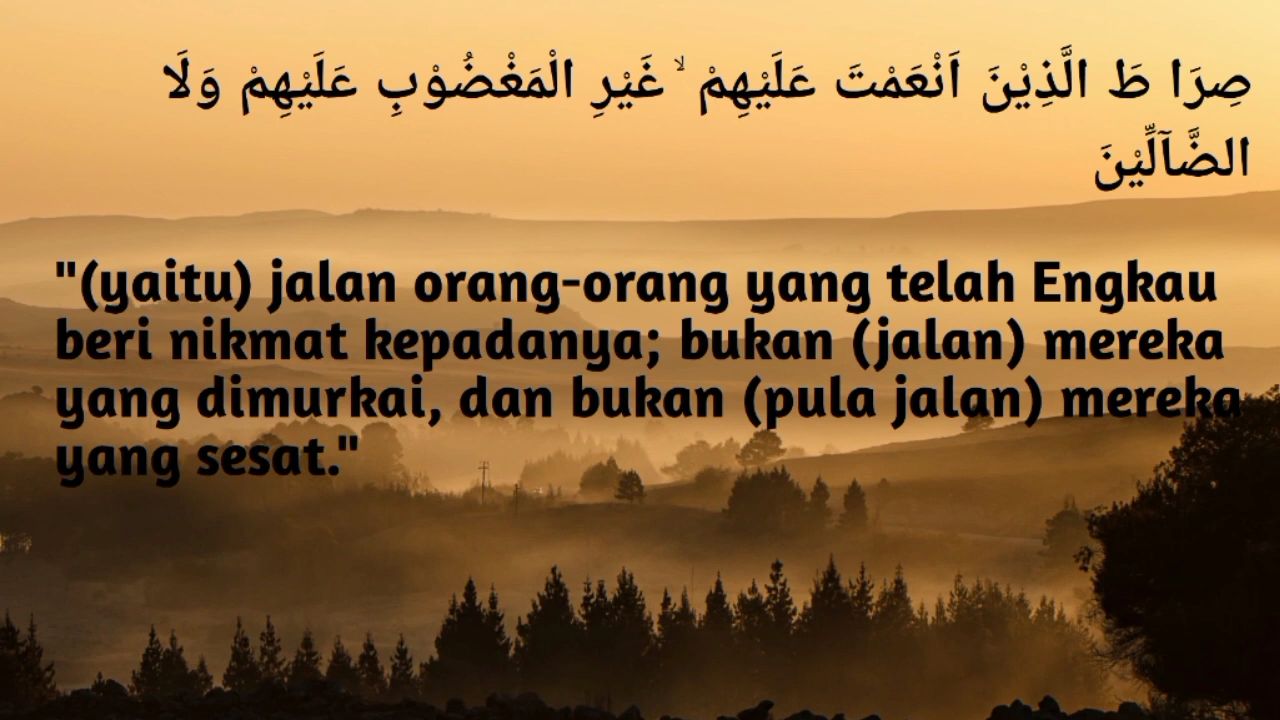 صِرَا طَ الَّذِيْنَ اَنْعَمْتَ عَلَيْهِمْ ۙ غَيْرِ الْمَغْضُوْبِ عَلَيْهِمْ وَلَا
الضَّآلِّيْنَ
"(yaitu) jalan orang-orang yang telah Engkau
beri nikmat kepadanya; bukan (jalan) mereka
yang dimurkai, dan bukan (pula jalan) mereka
yang sesat."